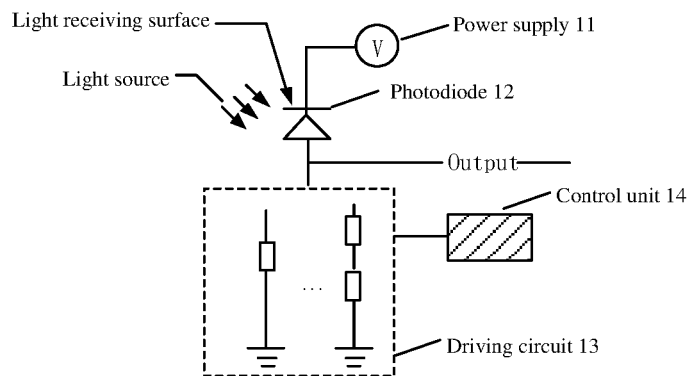 Light receiving surface
Power supply 11
V
Light source
Photodiode 12
Output
Control unit 14
...
Driving circuit 13